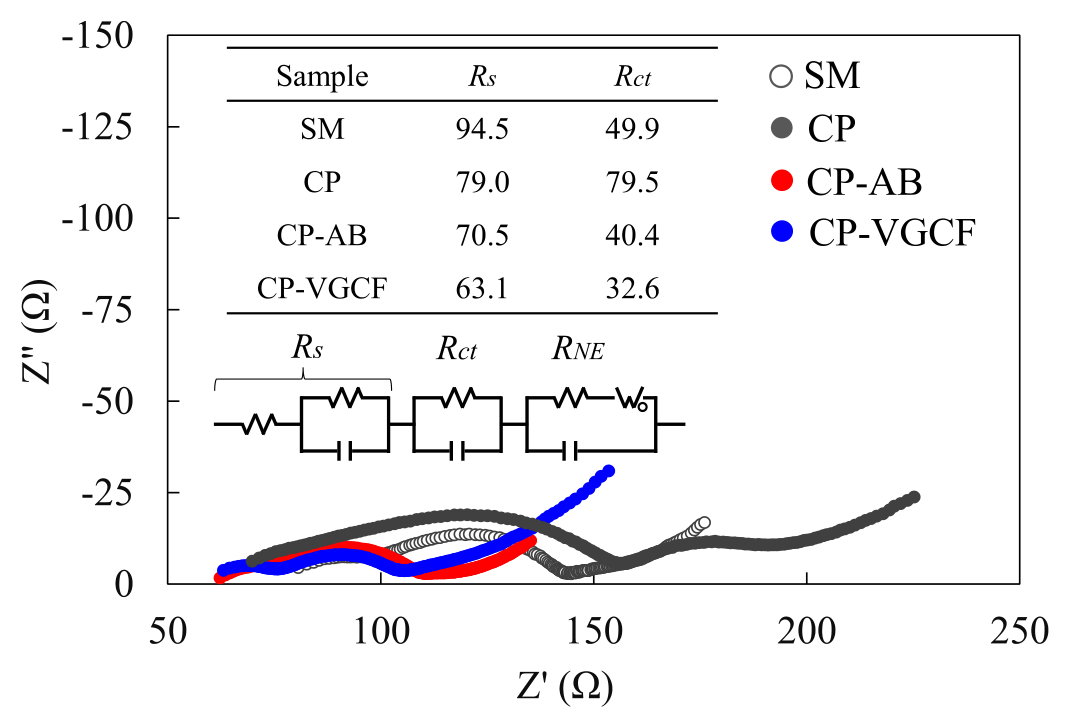 -150
-125
-100
-75
-50
-25
0
Z'' (Ω)
Sample Rs Rct
SM 94.5 49.9
CP 79.0 79.5
CP-AB 70.5 40.4
CP-VGCF 63.1 32.6
SM
CP
CP-AB
CP-VGCF
Rs Rct RNE
50 100 150 200 250
Z' (Ω)